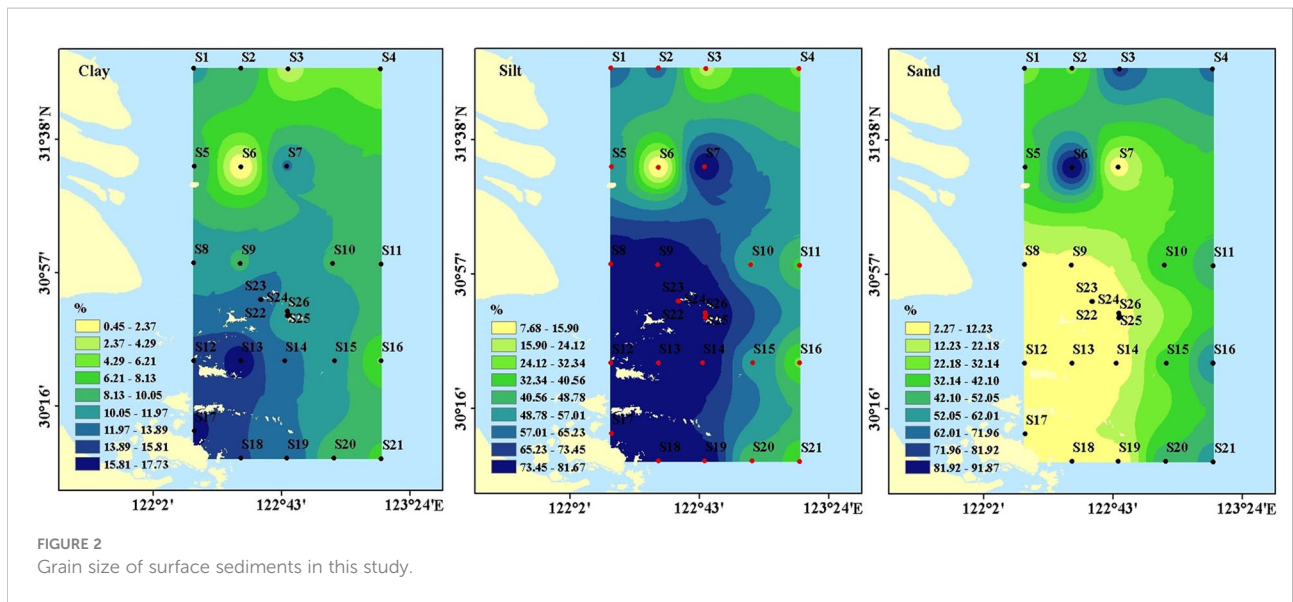 Clay
S1 S2 S3 S4
S5 S6 S7
S8 S9 S10 S11
S23
S24
S26
S22
S25
S12 S13 S14 S15 S16
S17
S18 S19 S20 S21
31°38'N
30°57'
30°16'
122°2' 122°43' 123°24'E
%
0.45 - 2.37
2.37 - 4.29
4.29 - 6.21
6.21 - 8.13
8.13 - 10.05
10.05 - 11.97
11.97 - 13.89
13.89 - 15.81
15.81 - 17.73
Silt
S1 S2 S3 S4
S5 S6 S7
S8 S9 S10 S11
S23
S24
S26
S22
S25
S12 S13 S14 S15 S16
S17
S18 S19 S20 S21
31°38'N
30°57'
30°16'
122°2' 122°43' 123°24'E
%
7.68 - 15.90
15.90 - 24.12
24.12 - 32.34
32.34 - 40.56
40.56 - 48.78
48.78 - 57.01
57.01 - 65.23
65.23 - 73.45
73.45 - 81.67
Sand
S1 S2 S3 S4
S5 S6 S7
S8 S9 S10 S11
S23
S24
S26
S22
S25
S12 S13 S14 S15 S16
S17
S18 S19 S20 S21
31°38'N
30°57'
30°16'
122°2' 122°43' 123°24'E
%
2.27 - 12.23
12.23 - 22.18
22.18 - 32.14
32.14 - 42.10
42.10 - 52.05
52.05 - 62.01
62.01 - 71.96
71.96 - 81.92
81.92 - 91.87
FIGURE 2
Grain size of surface sediments in this study.